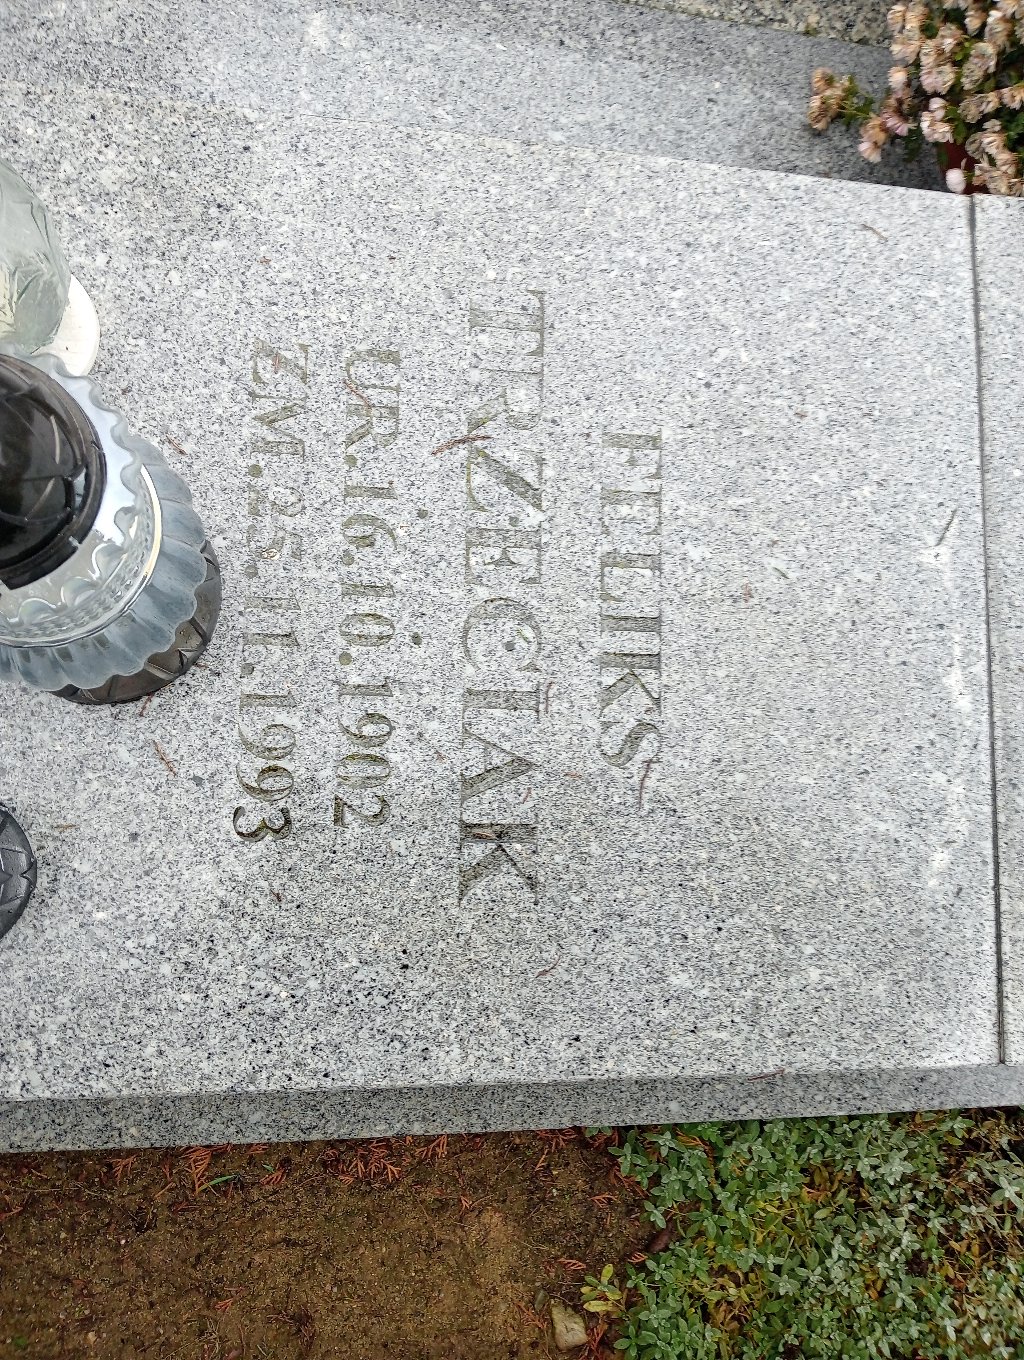 FELIKS
TRZECIAK
UR.16.10.1902
ZM.25.11.1993